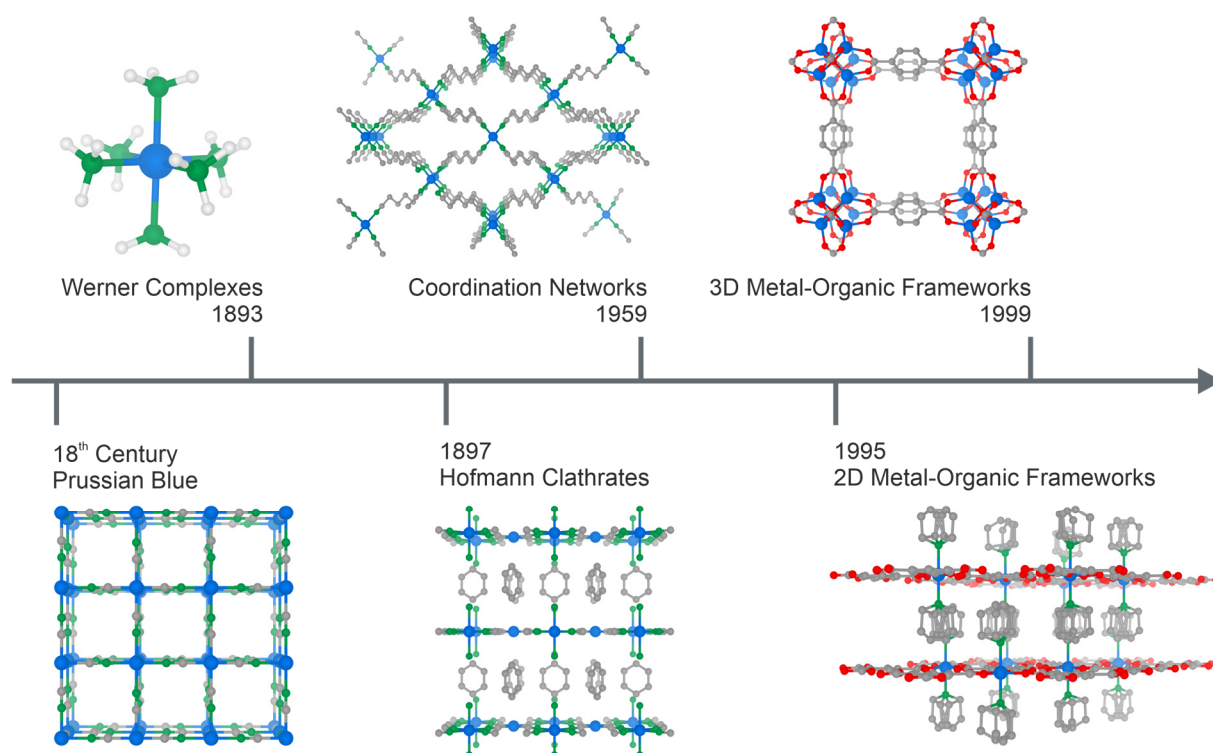 Werner Complexes
1893
Coordination Networks
1959
3D Metal-Organic Frameworks
1999
18th Century
Prussian Blue
1897
Hofmann Clathrates
1995
2D Metal-Organic Frameworks